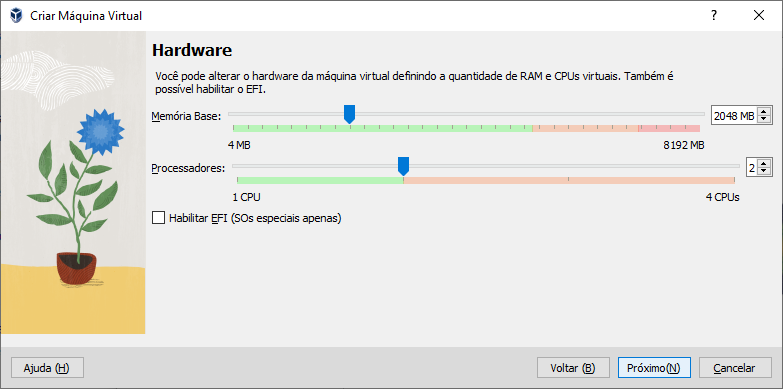 Criar Máquina Virtual
Hardware
Você pode alterar o hardware da máquina virtual definindo a quantidade de RAM e CPUs virtuais. Também é
possível habilitar o EFI.
Memória Base: 2048 MB
4 MB 8192 MB
Processadores: 2
1 CPU 4 CPUs
Habilitar EFI (SOs especiais apenas)
Ajuda (H) Voltar (B) Próximo(N) Cancelar